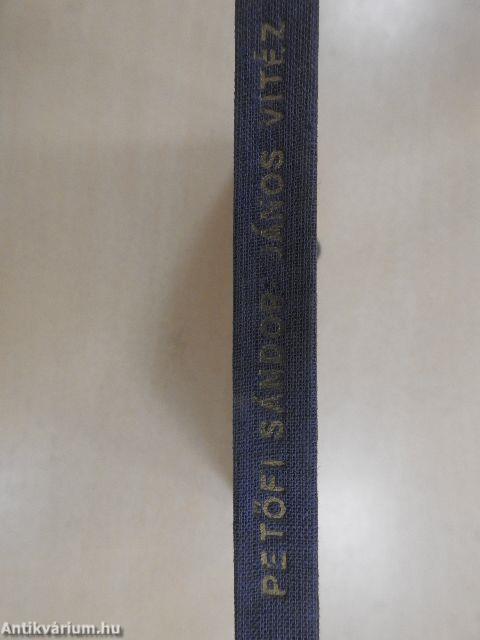 PETŐFI SÁNDOR: JÁNOS VITÉZ
Antikvárium.hu